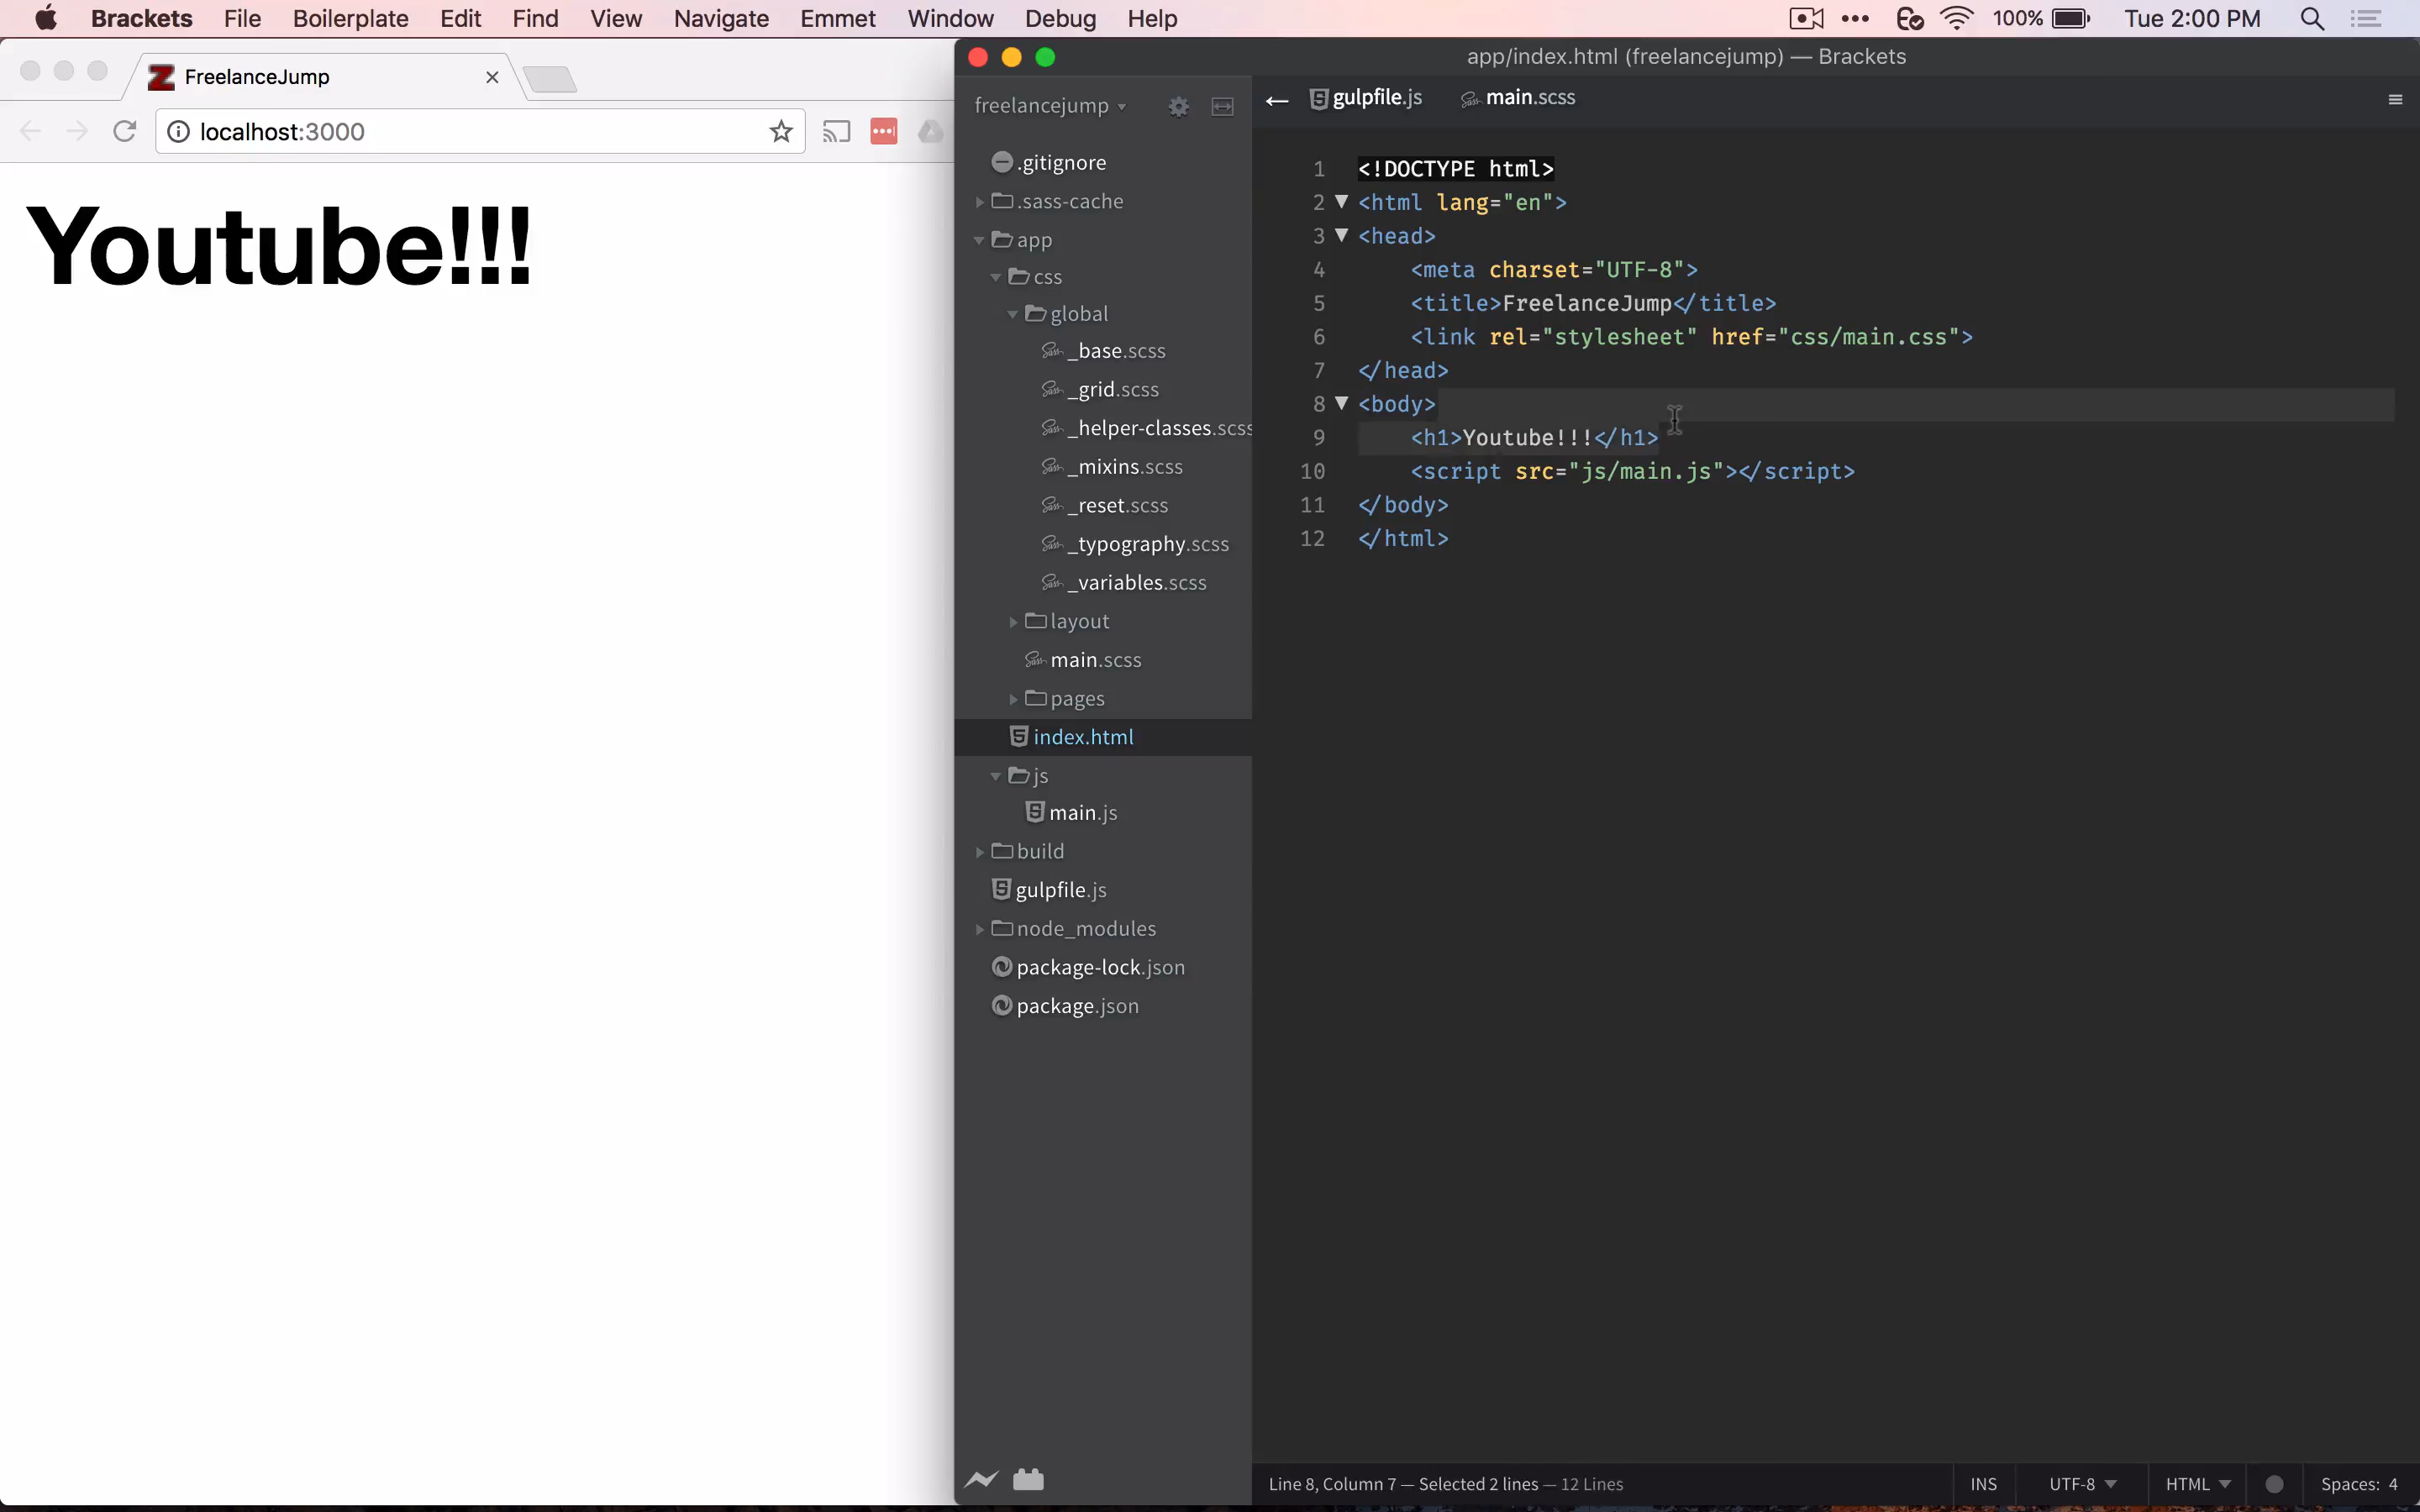 Brackets File Boilerplate Edit Find View Navigate Emmet Window Debug Help 100% Tue 2:00 PM
FreelanceJump
localhost:3000
Youtube!!!
app/index.html (freelancejump) — Brackets
freelancejump
gulpfile.js main.scss
.gitignore
.sass-cache
app
css
global
_base.scss
_grid.scss
_helper-classes.scss
_mixins.scss
_reset.scss
_typography.scss
_variables.scss
layout
main.scss
pages
index.html
js
main.js
build
gulpfile.js
node_modules
package-lock.json
package.json
1 <!DOCTYPE html>
2 <html lang="en">
3 <head>
4 <meta charset="UTF-8">
5 <title>FreelanceJump</title>
6 <link rel="stylesheet" href="css/main.css">
7 </head>
8 <body>
9 <h1>Youtube!!!</h1>
10 <script src="js/main.js"></script>
11 </body>
12 </html>
Line 8, Column 7 — Selected 2 lines — 12 Lines INS UTF-8 HTML Spaces: 4